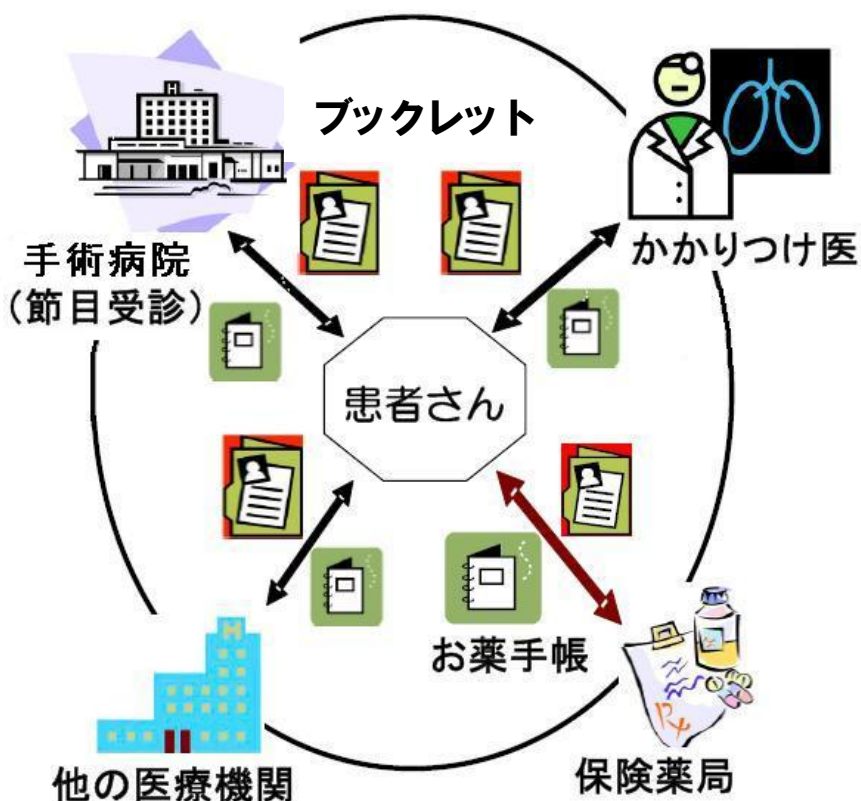 ブックレット
手術病院
（節目受診）
かかりつけ医
患者さん
お薬手帳
他の医療機関
保険薬局
H
H
Rx